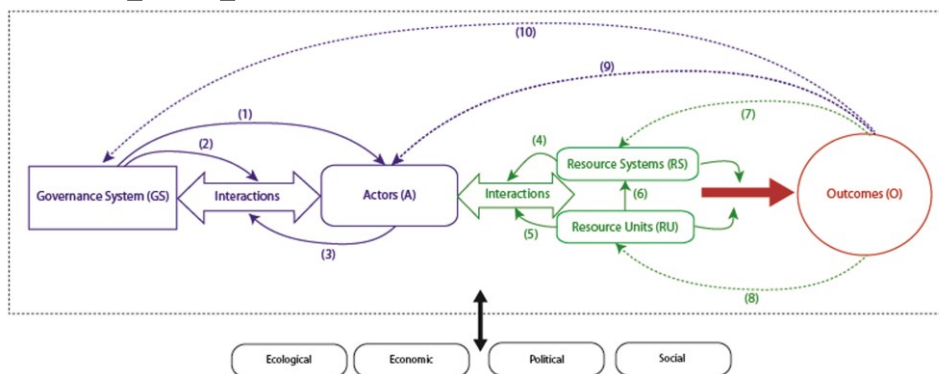 (10)
(9)
(1)
(7)
(2)
(4)
Resource Systems (RS)
Governance System (GS)
Interactions
Actors (A)
Interactions
(6)
Outcomes (O)
Resource Units (RU)
(5)
(3)
(8)
Ecological
Economic
Political
Social